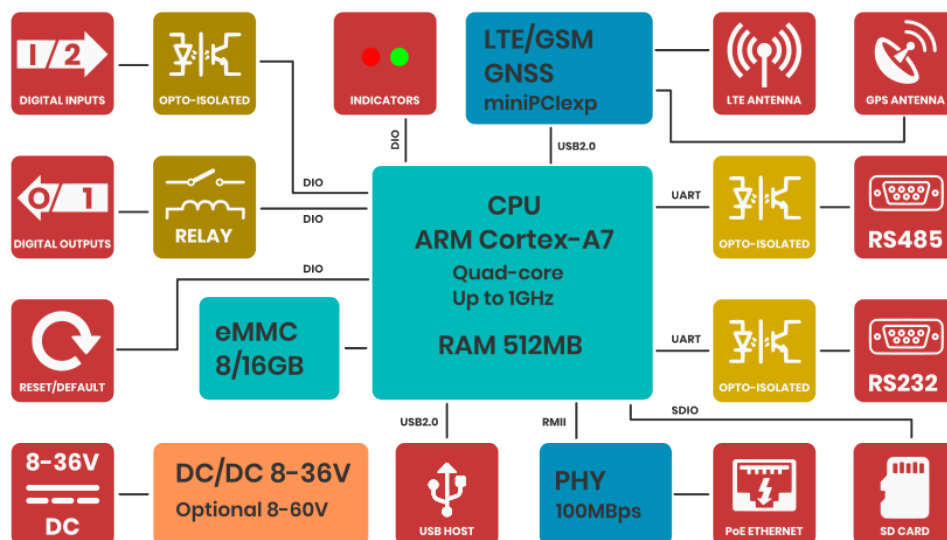 1/2
DIGITAL INPUTS
OPTO-ISOLATED
INDICATORS
LTE/GSM
GNSS
miniPCIexp
LTE ANTENNA
GPS ANTENNA
DIO
USB2.0
0/1
DIGITAL OUTPUTS
RELAY
DIO
DIO
CPU
ARM Cortex-A7
Quad-core
Up to 1GHz
RAM 512MB
UART
OPTO-ISOLATED
RS485
DIO
RESET/DEFAULT
eMMC
8/16GB
UART
OPTO-ISOLATED
RS232
USB2.0
RMII
SDIO
8-36V
DC
DC/DC 8-36V
Optional 8-60V
USB HOST
PHY
100MBps
PoE ETHERNET
SD CARD